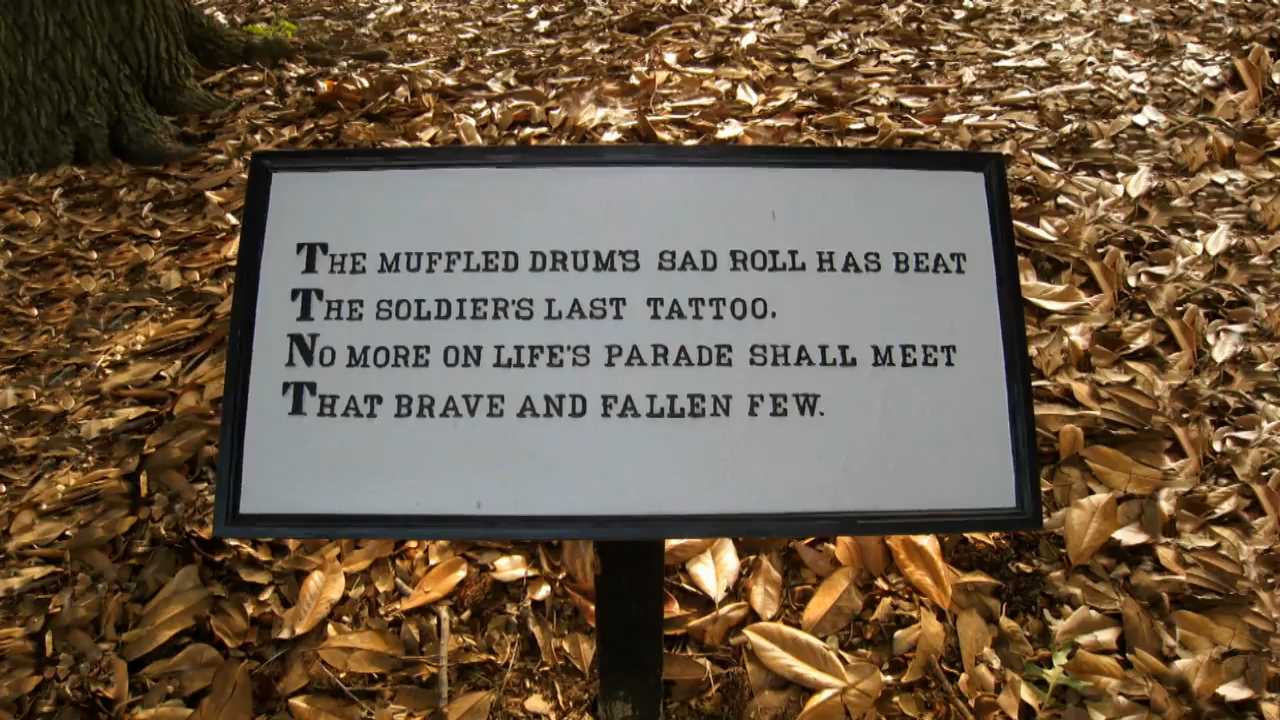 THE MUFFLED DRUM'S SAD ROLL HAS BEAT
THE SOLDIER'S LAST TATTOO.
NO MORE ON LIFE'S PARADE SHALL MEET
THAT BRAVE AND FALLEN FEW.